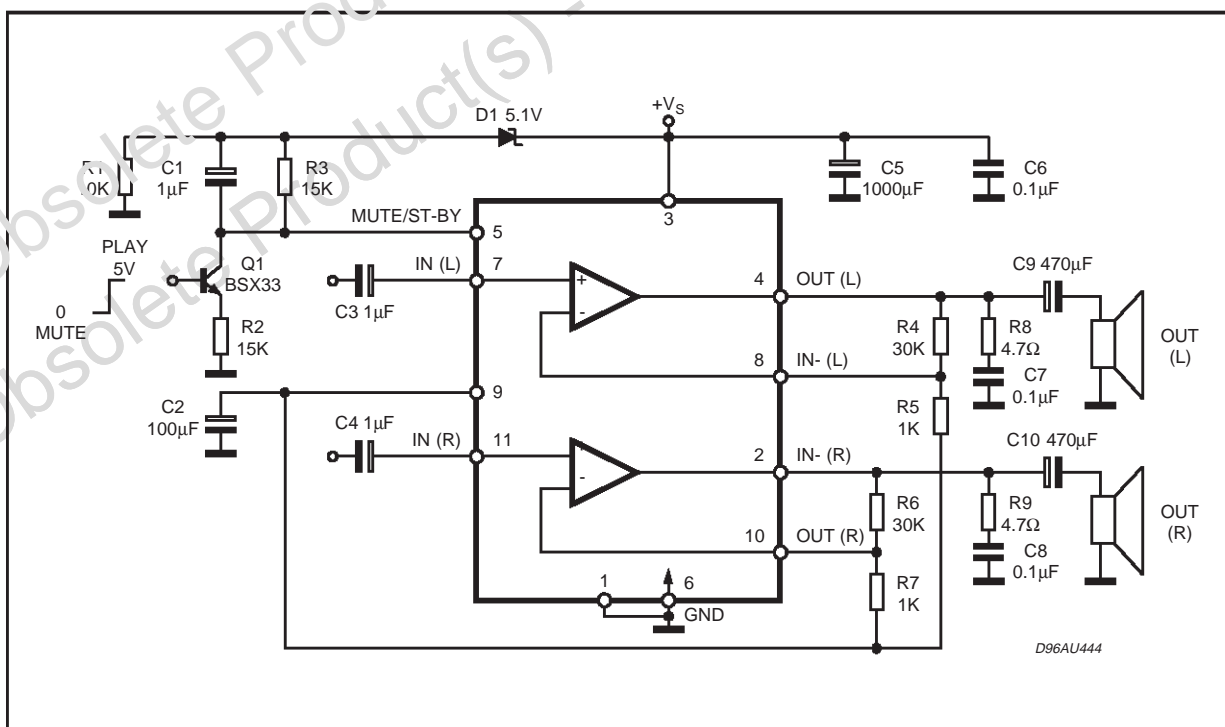 Obsolete Product(s) -
Obsolete Product(s)
+VS
D1 5.1V
C1
1µF
R3
15K
C5
1000µF
C6
0.1µF
MUTE/ST-BY
5
3
PLAY
5V
0
MUTE
Q1
BSX33
R2
15K
IN (L)
7
C3 1µF
+
-
4
OUT (L)
C9 470µF
R4
30K
R8
4.7Ω
C7
0.1µF
OUT
(L)
8
IN- (L)
R5
1K
C2
100µF
9
C4 1µF
IN (R)
11
+
-
2
IN- (R)
C10 470µF
R6
30K
R9
4.7Ω
C8
0.1µF
OUT
(R)
10
OUT (R)
R7
1K
1
6
GND
D96AU444